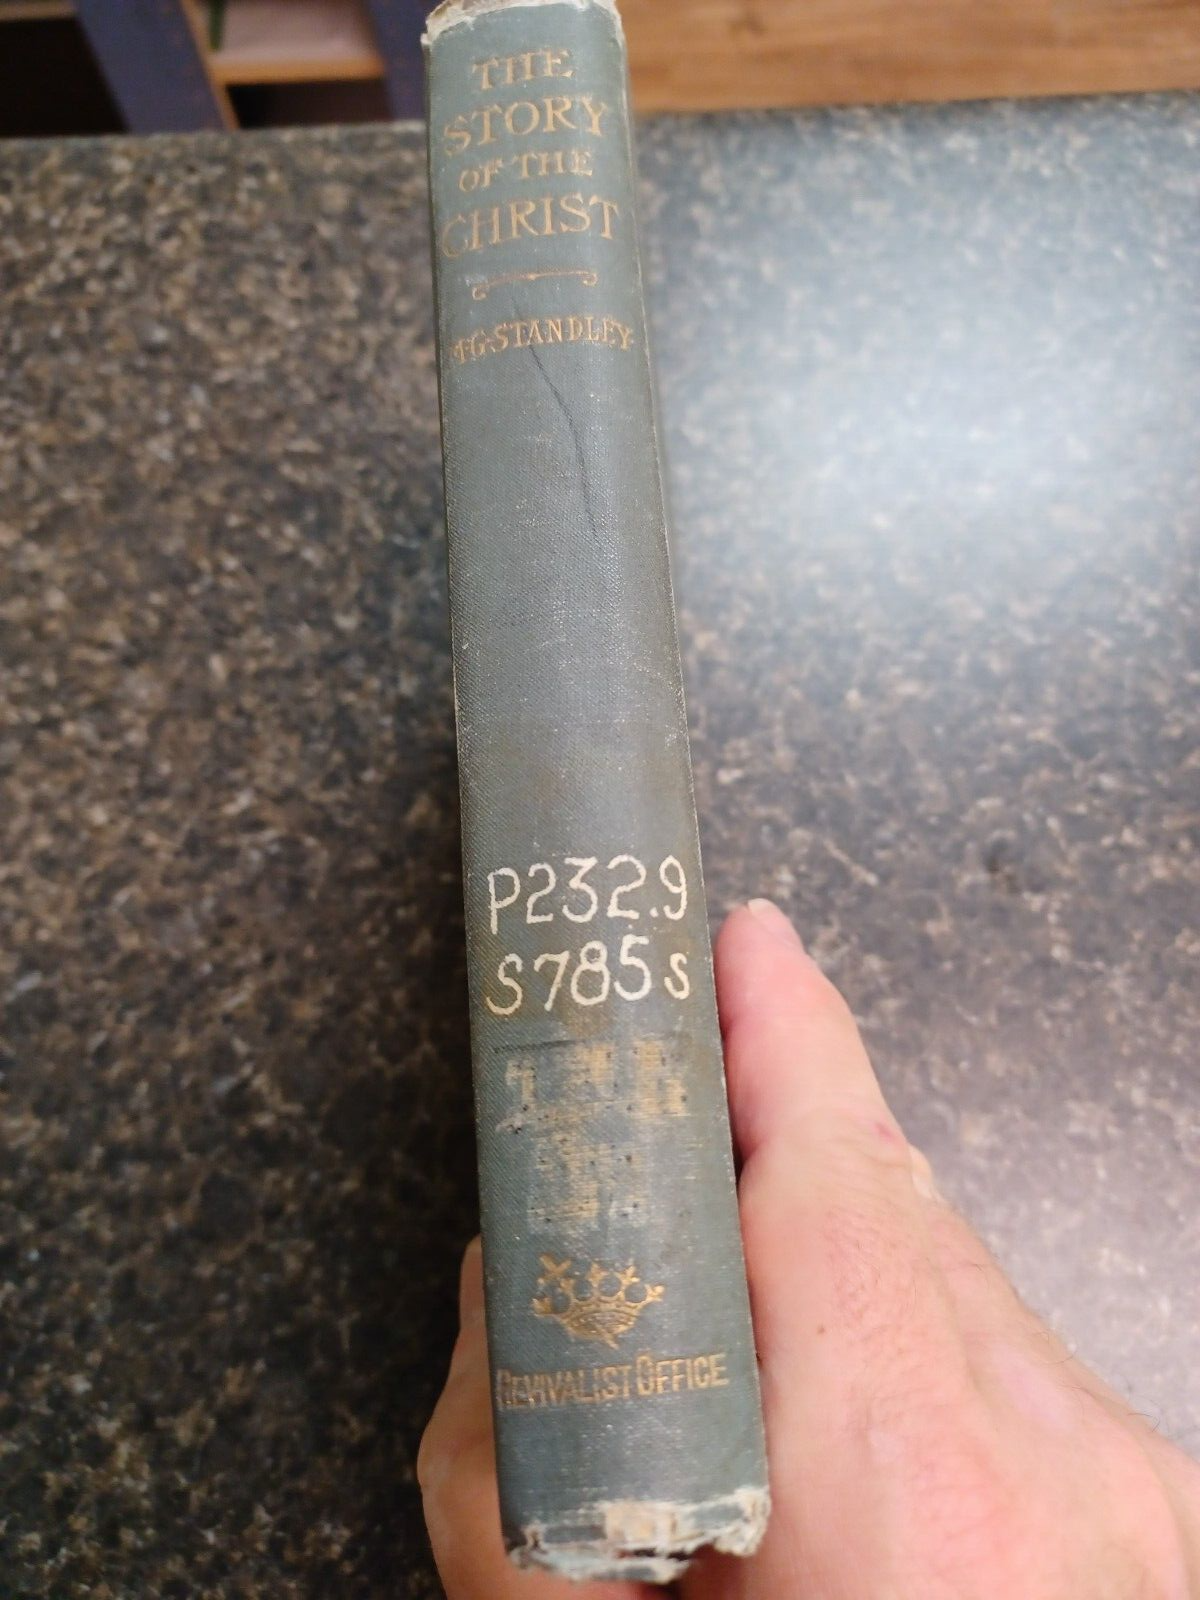 THE
STORY
OF THE
CHRIST
M·G·STANDLEY
P232.9
S785s
REVIVALIST OFFICE